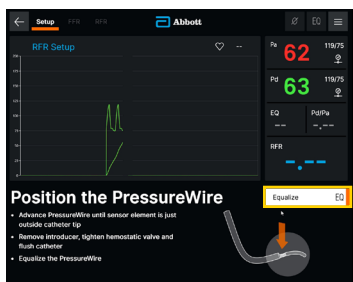 Setup FFR RFR Abbott EQ
RFR Setup --
Pa 62 119/75
Pd 63 119/75
EQ Pd/Pa
-- -.--
RFR
-.--
Position the PressureWire
Equalize EQ
• Advance PressureWire until sensor element is just
outside catheter tip
• Remove introducer, tighten hemostatic valve and
flush catheter
• Equalize the PressureWire